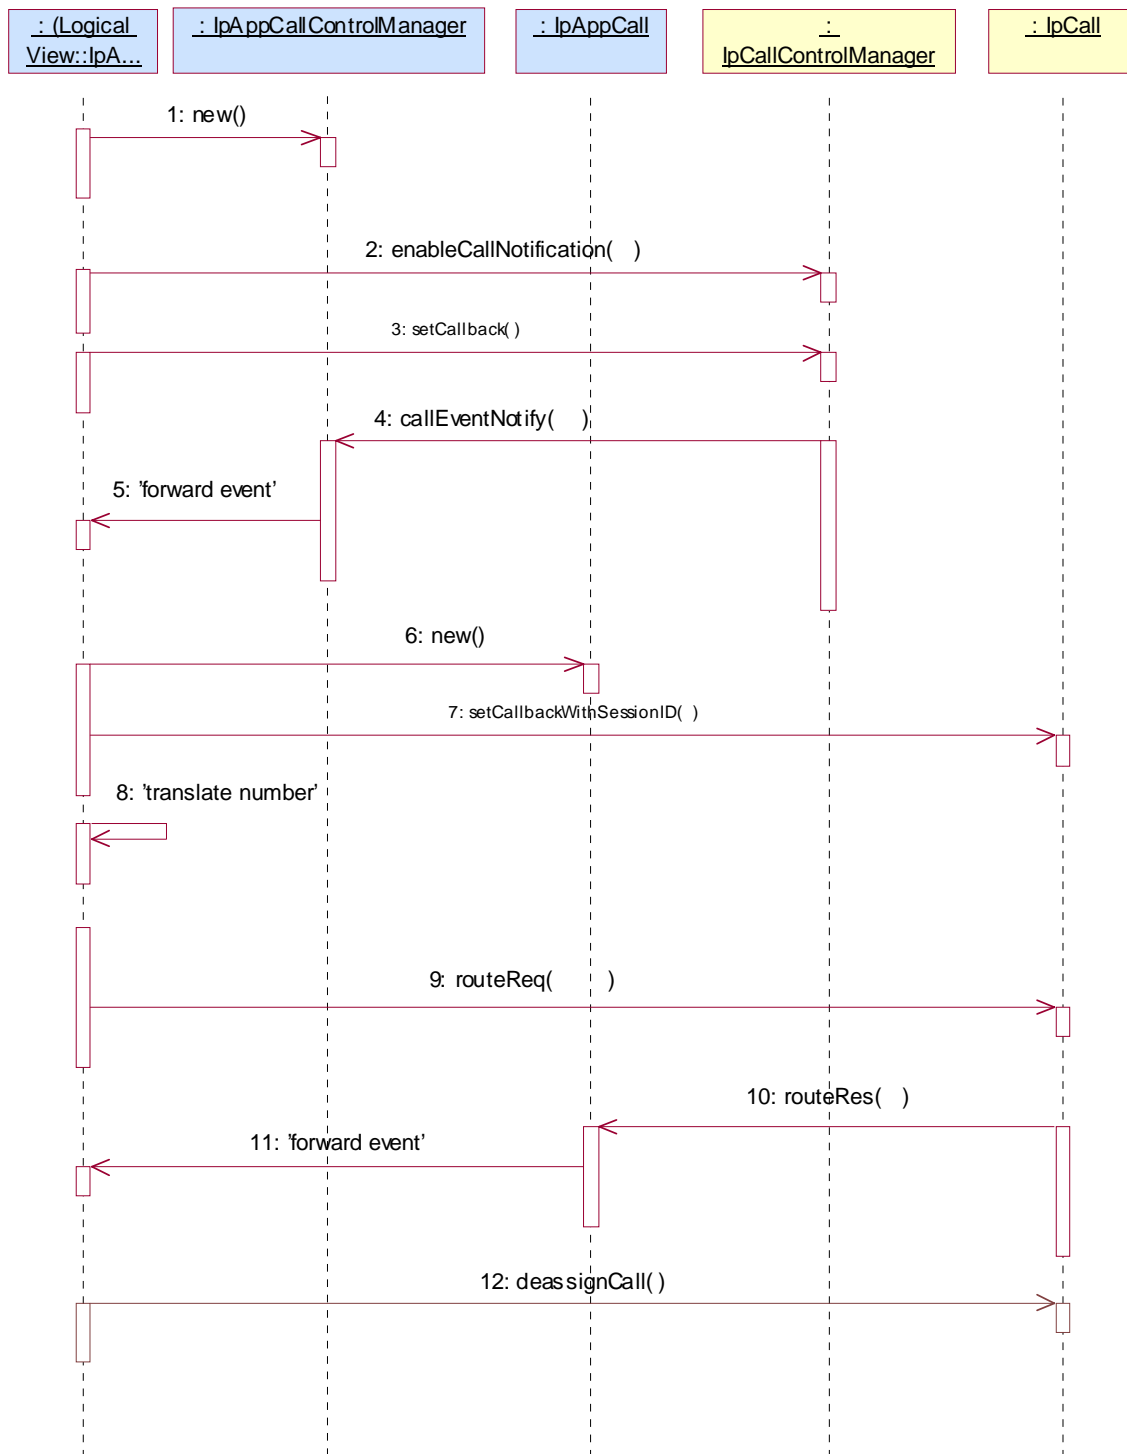 : (Logical
View::IpA...
: IpAppCallControlManager
: IpAppCall
:
IpCallControlManager
: IpCall
1: new()
2: enableCallNotification( )
3: setCallback( )
4: callEventNotify( )
5: 'forward event'
6: new()
7: setCallbackWithSessionID( )
8: 'translate number'
9: routeReq( )
10: routeRes( )
11: 'forward event'
12: deassignCall( )